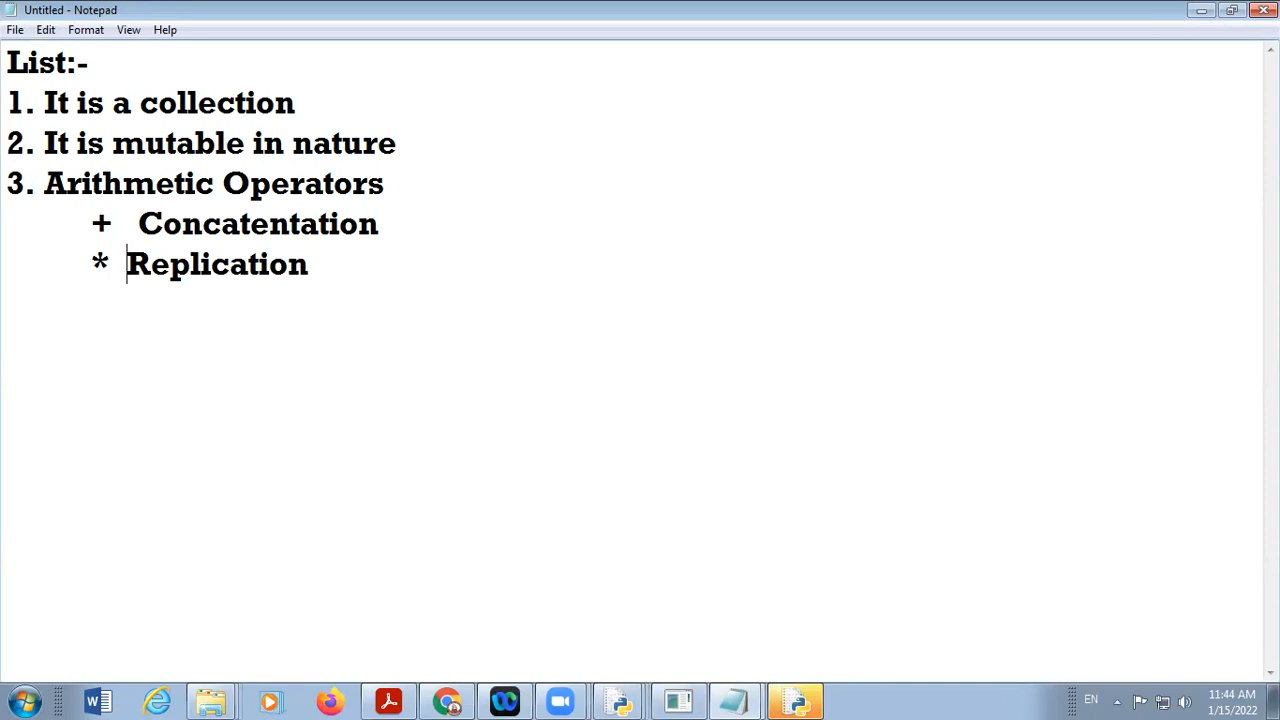 Untitled - Notepad
File Edit Format View Help
List:-
1. It is a collection
2. It is mutable in nature
3. Arithmetic Operators
+ Concatentation
* Replication
EN
11:44 AM
1/15/2022